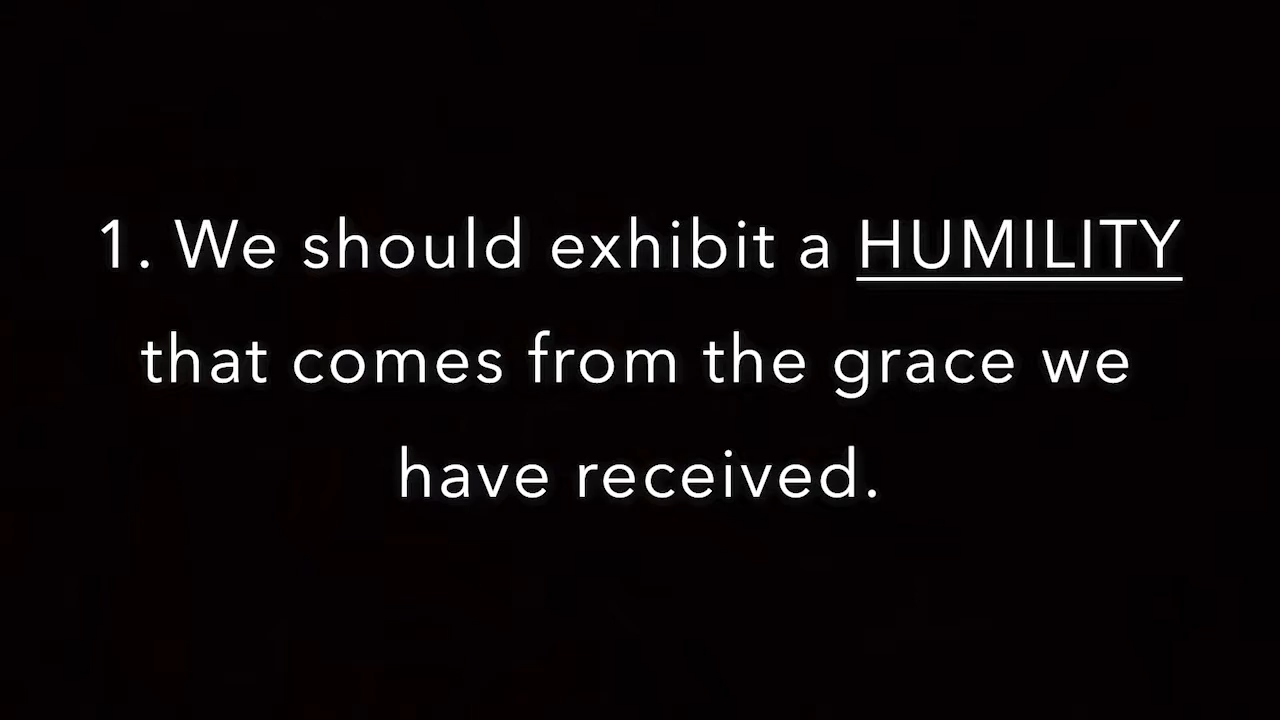 1. We should exhibit a HUMILITY
that comes from the grace we
have received.